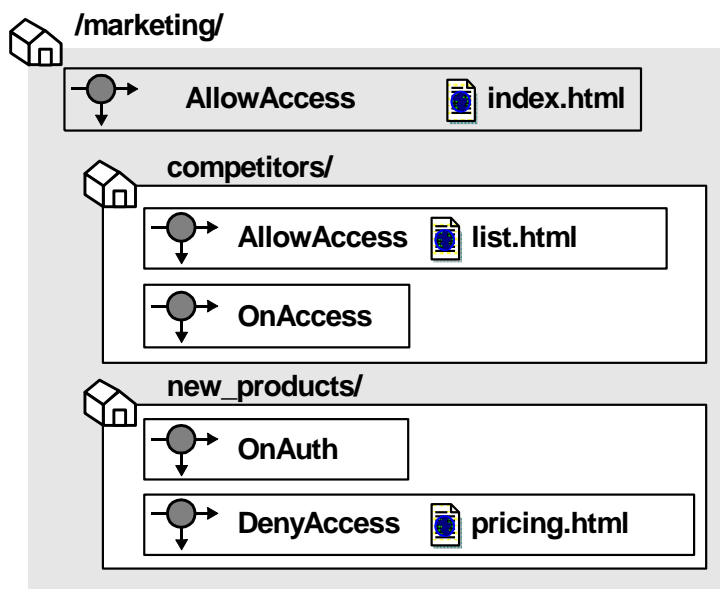 /marketing/
AllowAccess index.html
competitors/
AllowAccess list.html
OnAccess
new_products/
OnAuth
DenyAccess pricing.html